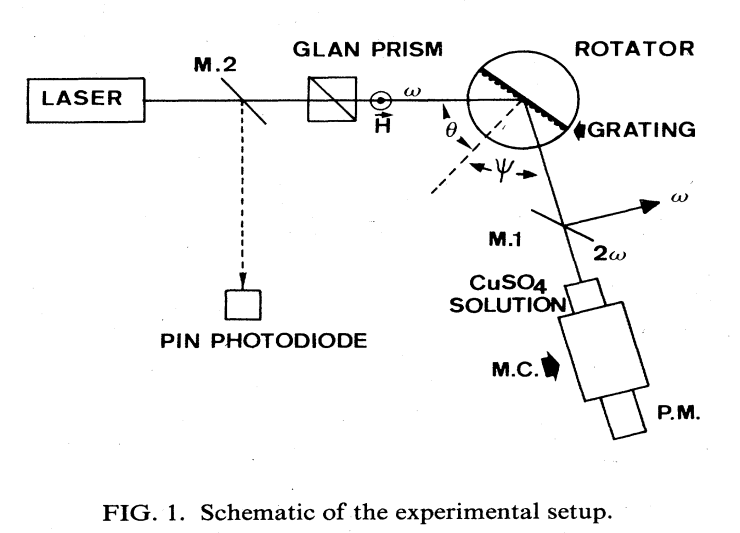 GLAN PRISM
ROTATOR
M.2
LASER
ω
H
θ
GRATING
ψ
ω
M.1
2ω
CuSO4
SOLUTION
PIN PHOTODIODE
M.C.
P.M.
FIG. 1. Schematic of the experimental setup.